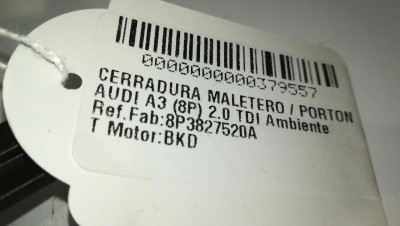 0000000000379557
CERRADURA MALETERO / PORTON
AUDI A3 (8P) 2.0 TDI Ambiente
Ref.Fab:8P3827520A
T Motor:BKD